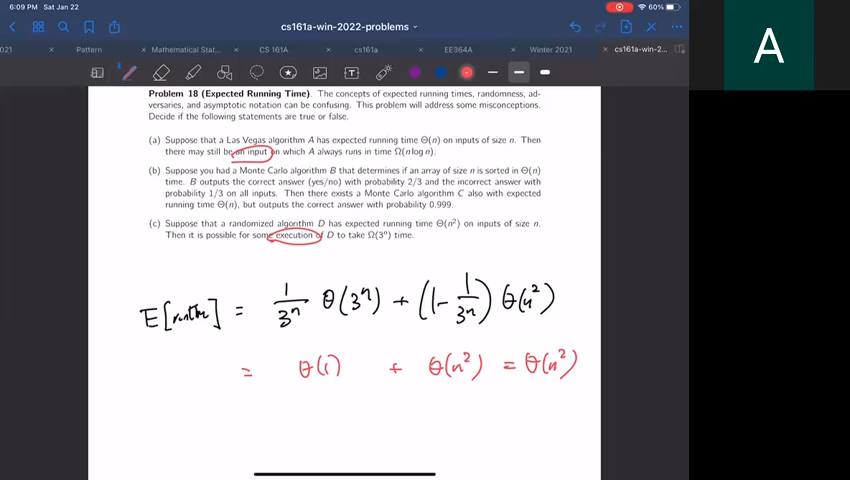 6:09 PM Sat Jan 22
60%
cs161a-win-2022-problems
2021
Pattern
Mathematical Stat...
CS 161A
cs161a
EE364A
Winter 2021
cs161a-win-2...
A
Problem 18 (Expected Running Time). The concepts of expected running times, randomness, ad-
versaries, and asymptotic notation can be confusing. This problem will address some misconceptions.
Decide if the following statements are true or false.
(a) Suppose that a Las Vegas algorithm A has expected running time Θ(n) on inputs of size n. Then
there may still be an input on which A always runs in time Ω(n log n).
(b) Suppose you had a Monte Carlo algorithm B that determines if an array of size n is sorted in Θ(n)
time. B outputs the correct answer (yes/no) with probability 2/3 and the incorrect answer with
probability 1/3 on all inputs. Then there exists a Monte Carlo algorithm C also with expected
running time Θ(n), but outputs the correct answer with probability 0.999.
(c) Suppose that a randomized algorithm D has expected running time Θ(n²) on inputs of size n.
Then it is possible for some execution of D to take Ω(3ⁿ) time.
E[runtime] = 1/3ⁿ Θ(3ⁿ) + (1 - 1/3ⁿ) Θ(n²)
= Θ(1) + Θ(n²) = Θ(n²)